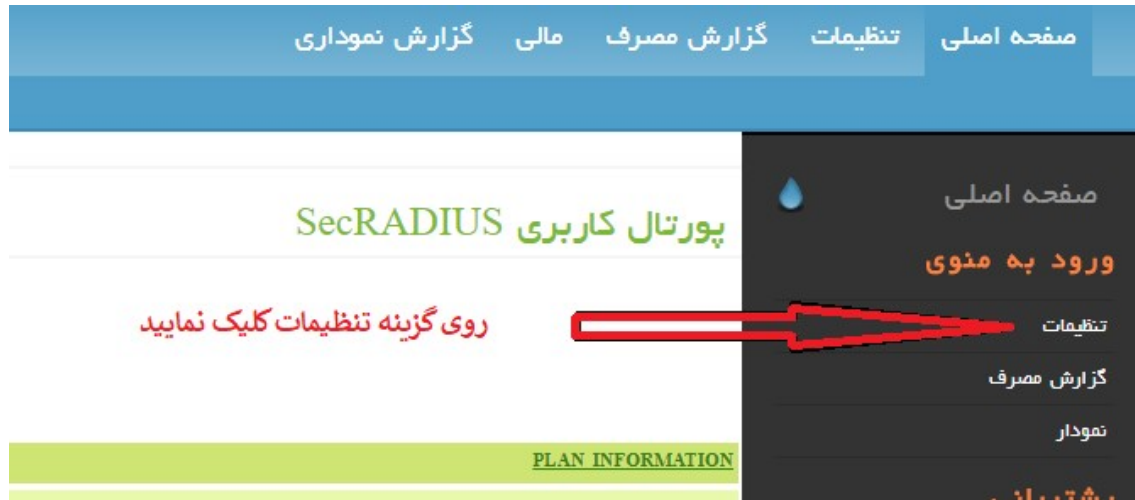 صفحه اصلی
تنظیمات
گزارش مصرف
مالی
گزارش نموداری
صفحه اصلی
ورود به منوی
تنظیمات
گزارش مصرف
نمودار
پشتیبانی
پورتال کاربری SecRADIUS
روی گزینه تنظیمات کلیک نمایید
PLAN INFORMATION